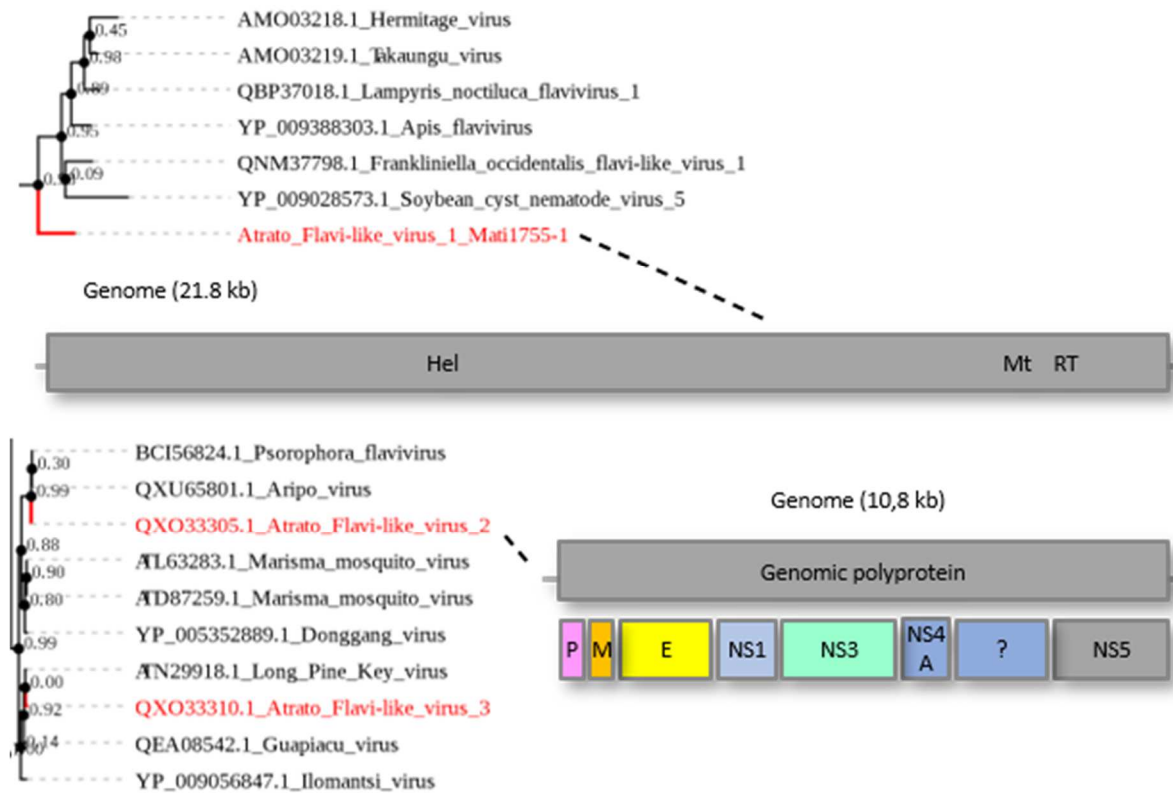 AMO03218.1_Hermitage_virus
0.45
AMO03219.1_Takaungu_virus
0.98
QBP37018.1_Lampyris_noctiluca_flavivirus_1
0.89
YP_009388303.1_Apis_flavivirus
0.95
QNM37798.1_Frankliniella_occidentalis_flavi-like_virus_1
0.09
YP_009028573.1_Soybean_cyst_nematode_virus_5
Atrato_Flavi-like_virus_1_Mati1755-1
Genome (21.8 kb)
Hel Mt RT
BCI56824.1_Psorophora_flavivirus
0.30
QXU65801.1_Aripo_virus
0.99
Genome (10,8 kb)
QXO33305.1_Atrato_Flavi-like_virus_2
0.88
ATL63283.1_Marisma_mosquito_virus
0.90
Genomic polyprotein
ATD87259.1_Marisma_mosquito_virus
0.80
YP_005352889.1_Donggang_virus
0.99
P M E NS1 NS3 NS4A ? NS5
ATN29918.1_Long_Pine_Key_virus
0.00
QXO33310.1_Atrato_Flavi-like_virus_3
0.92
QEA08542.1_Guapiacu_virus
0.14
YP_009056847.1_Ilomantsi_virus